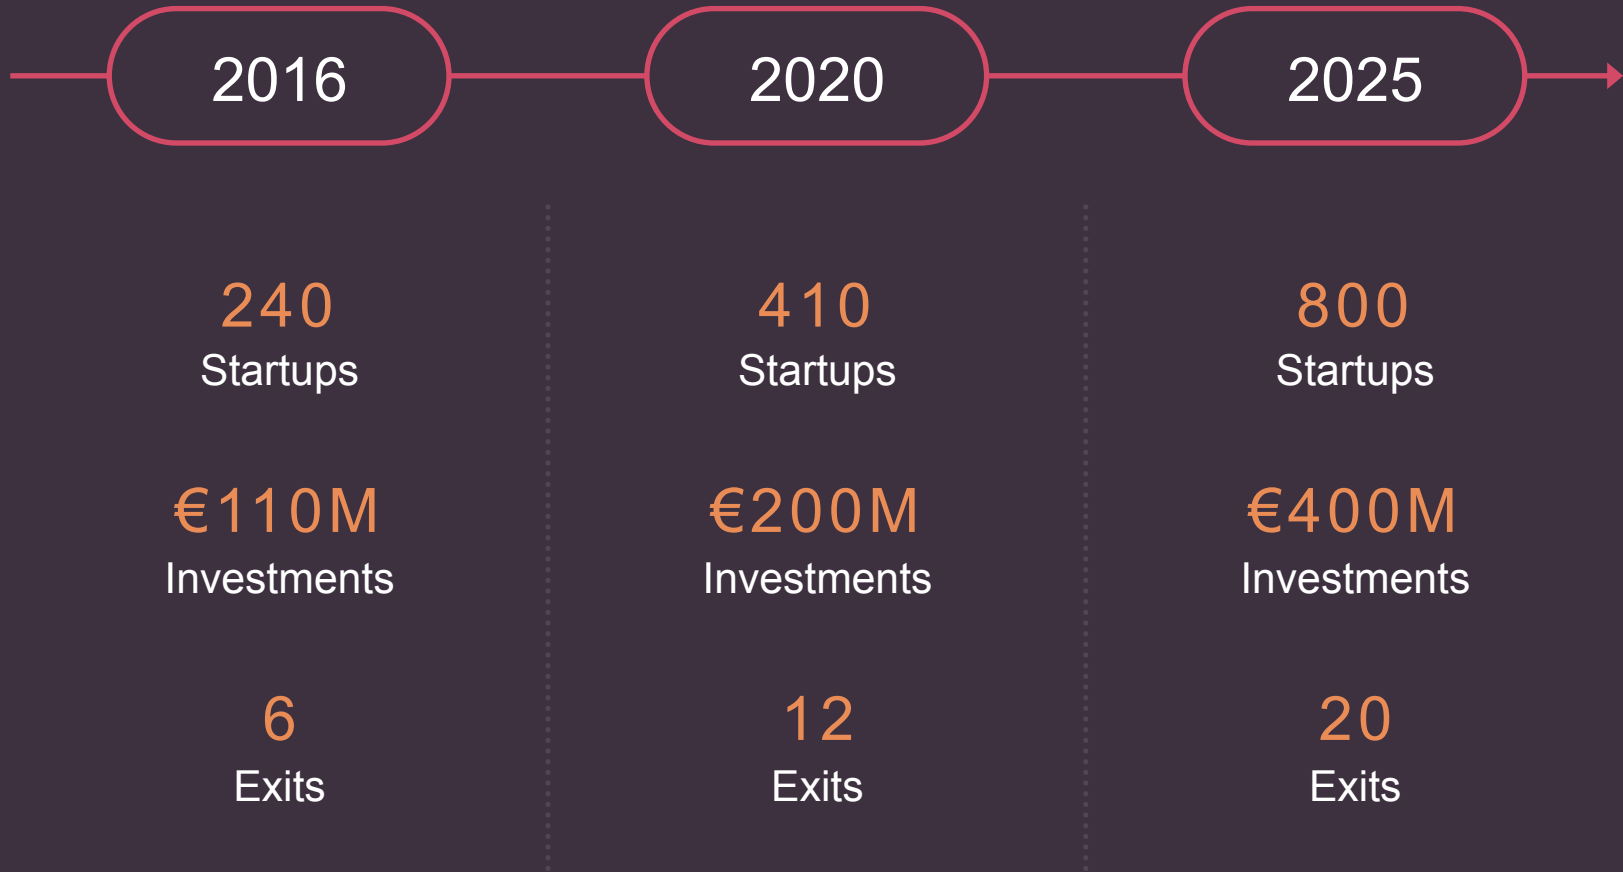 2016
2020
2025
240
Startups
410
Startups
800
Startups
€110M
Investments
€200M
Investments
€400M
Investments
6
Exits
12
Exits
20
Exits